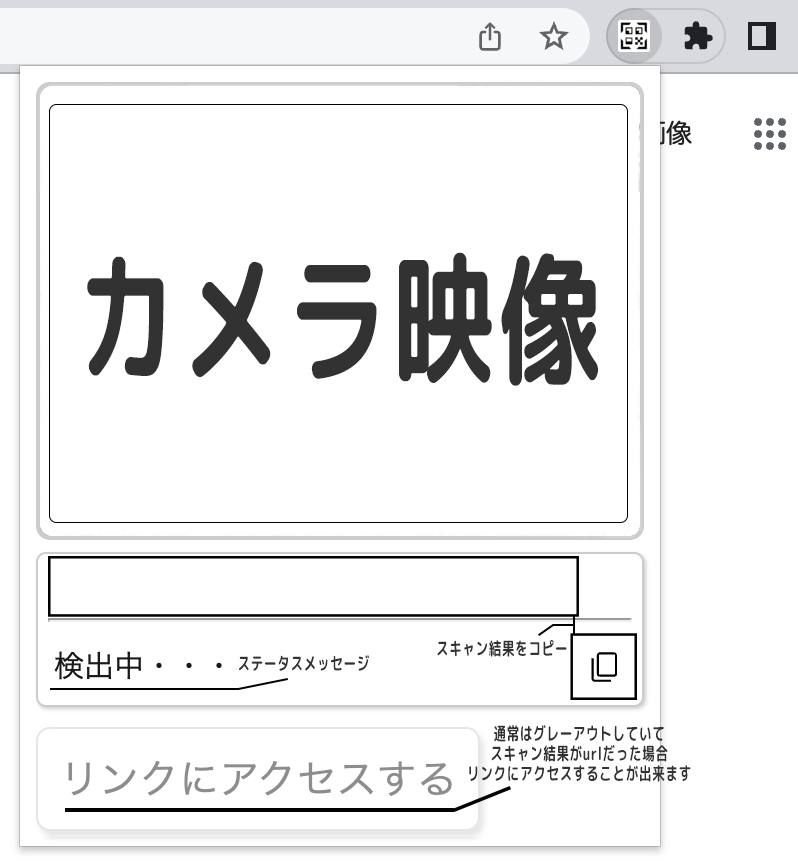 画像
カメラ映像
スキャン結果をコピー
検出中・・・
ステータスメッセージ
通常はグレーアウトしていて
スキャン結果がurlだった場合
リンクにアクセスすることが出来ます
リンクにアクセスする